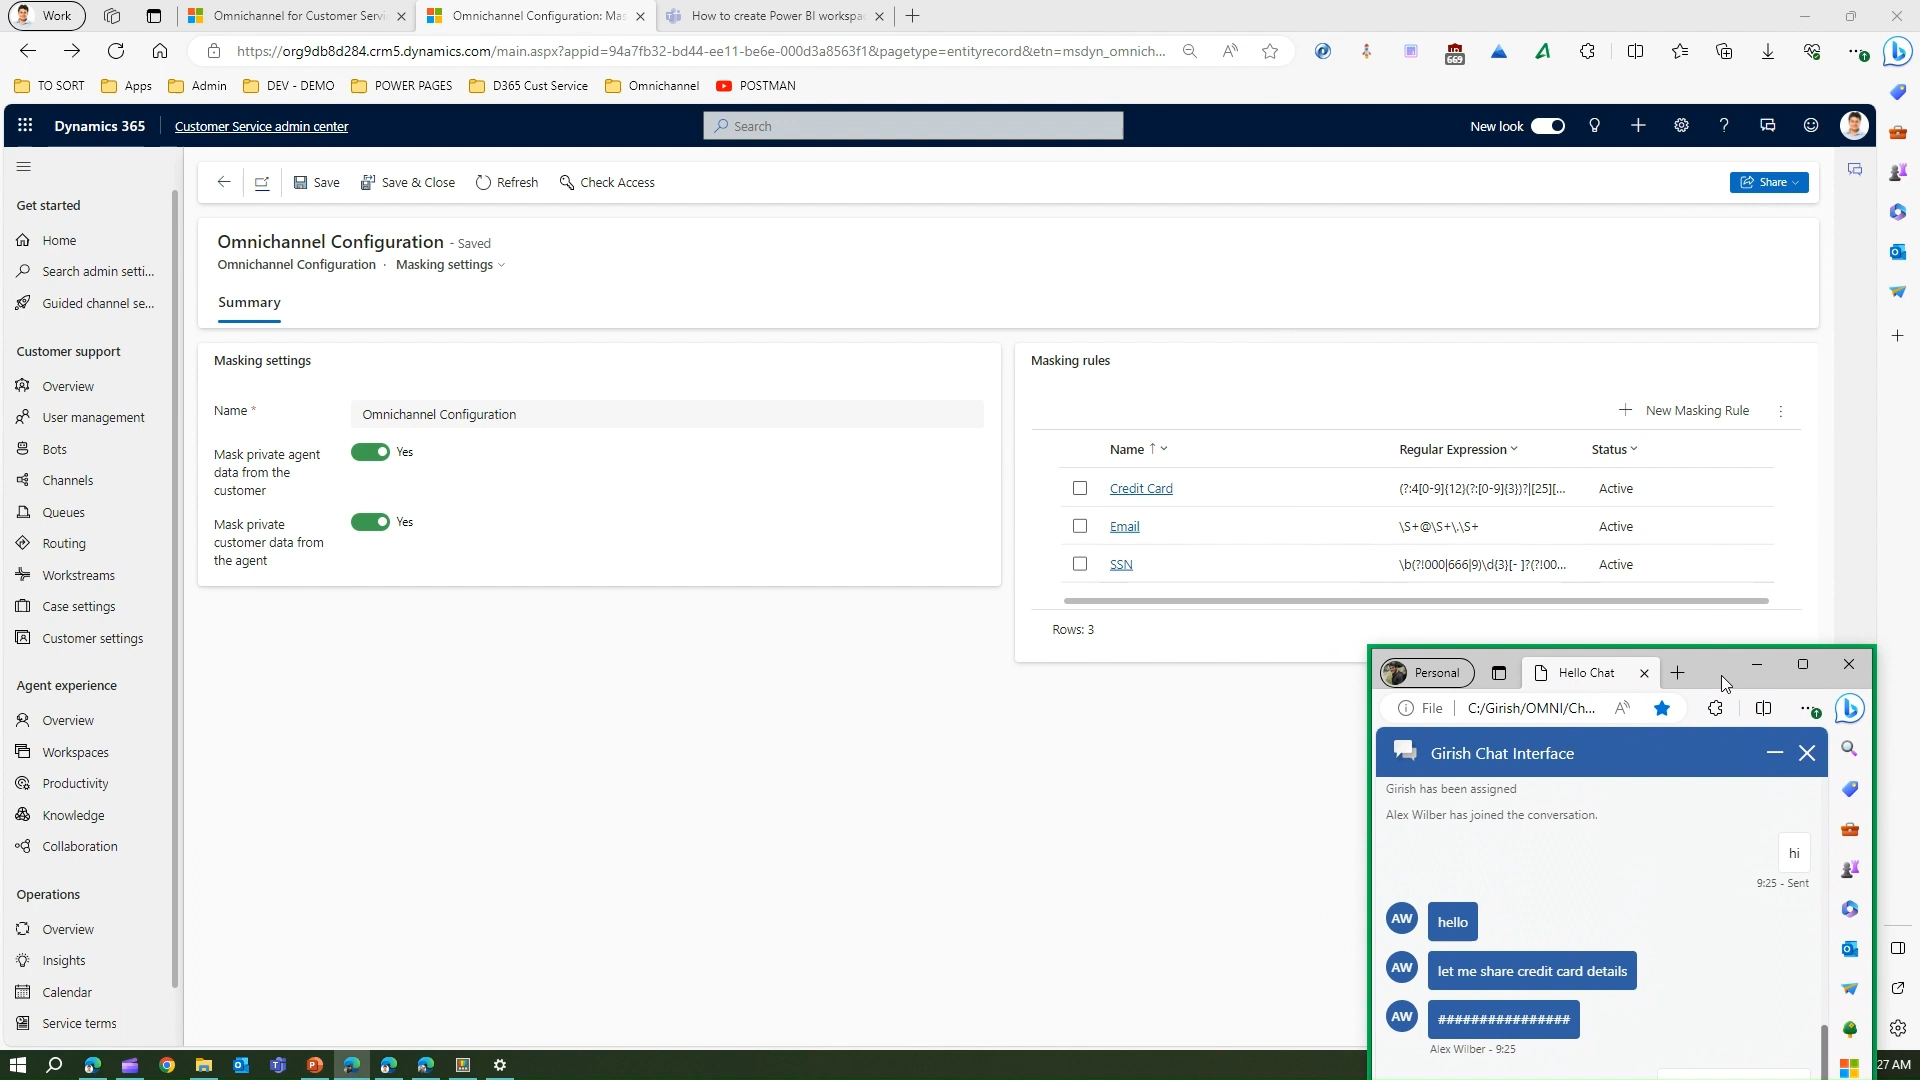 Work
Omnichannel for Customer Servi
Omnichannel Configuration: Mas
How to create Power BI workspac
https://org9db8d284.crm5.dynamics.com/main.aspx?appid=94a7fb32-bd44-ee11-be6e-000d3a8563f1&pagetype=entityrecord&etn=msdyn_omnich...
669
TO SORT
Apps
Admin
DEV - DEMO
POWER PAGES
D365 Cust Service
Omnichannel
POSTMAN
Dynamics 365
Customer Service admin center
Search
New look
Save
Save & Close
Refresh
Check Access
Share
Get started
Home
Search admin setti...
Guided channel se...
Customer support
Overview
User management
Bots
Channels
Queues
Routing
Workstreams
Case settings
Customer settings
Agent experience
Overview
Workspaces
Productivity
Knowledge
Collaboration
Operations
Overview
Insights
Calendar
Service terms
Omnichannel Configuration - Saved
Omnichannel Configuration · Masking settings
Summary
Masking settings
Name *
Omnichannel Configuration
Mask private agent
data from the
customer
Yes
Mask private
customer data from
the agent
Yes
Masking rules
New Masking Rule
Name
Regular Expression
Status
Credit Card
(?:4[0-9]{12}(?:[0-9]{3})?|[25][...
Active
Email
\S+@\S+\.\S+
Active
SSN
\b(?!000|666|9)\d{3}[- ]?(?!00...
Active
Rows: 3
Personal
Hello Chat
File
C:/Girish/OMNI/Ch...
Girish Chat Interface
Girish has been assigned
Alex Wilber has joined the conversation.
hi
9:25 - Sent
AW
hello
AW
let me share credit card details
AW
################
Alex Wilber - 9:25
27 AM